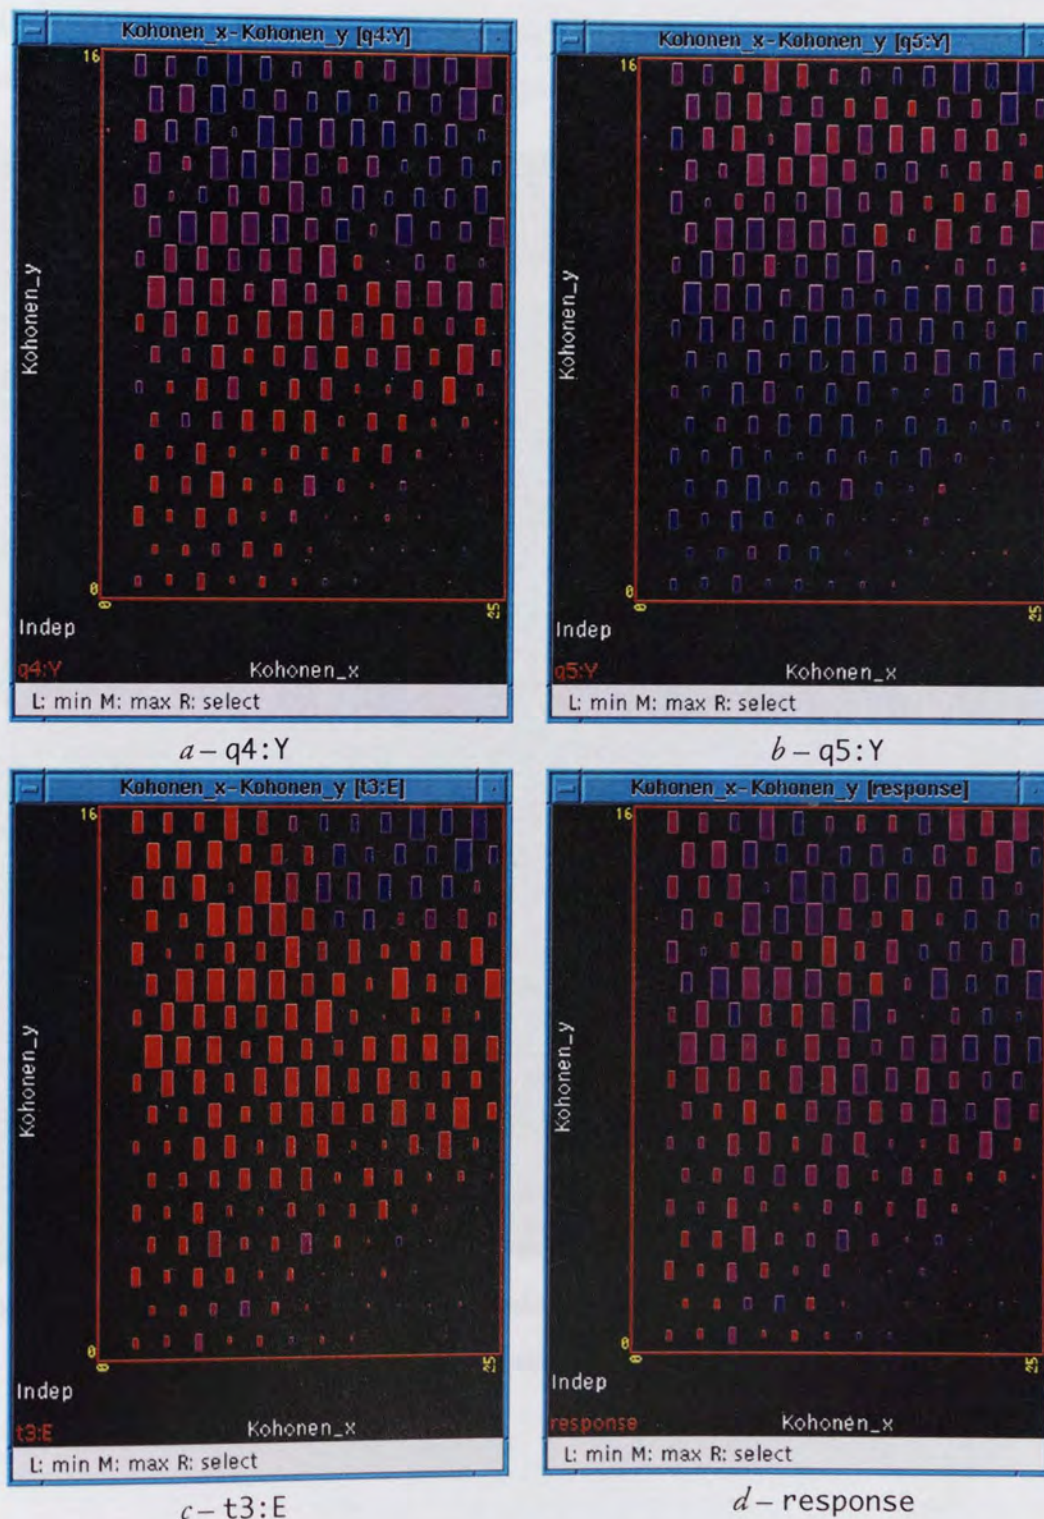 Kohonen_x-Kohonen_y [q4:Y]
16
Kohonen_y
0
0
25
Indep
q4:Y
Kohonen_x
L: min M: max R: select
a – q4:Y
Kohonen_x-Kohonen_y [q5:Y]
16
Kohonen_y
0
0
25
Indep
q5:Y
Kohonen_x
L: min M: max R: select
b – q5:Y
Kohonen_x-Kohonen_y [t3:E]
16
Kohonen_y
0
0
25
Indep
t3:E
Kohonen_x
L: min M: max R: select
c – t3:E
Kohonen_x-Kohonen_y [response]
16
Kohonen_y
0
0
25
Indep
response
Kohonen_x
L: min M: max R: select
d – response